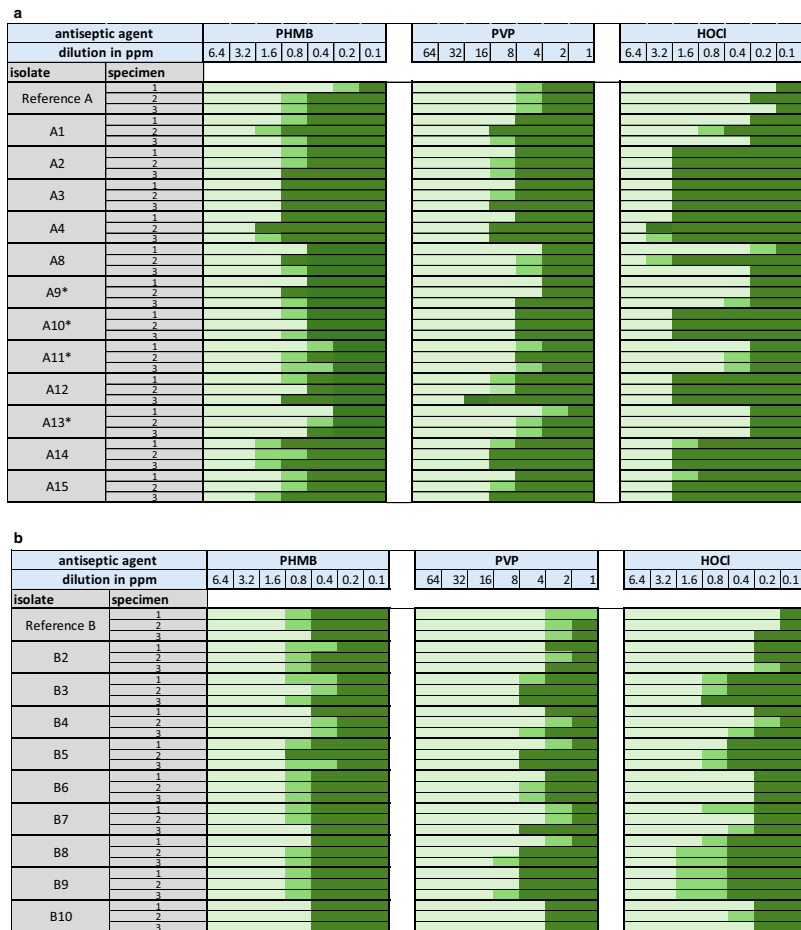 a
antiseptic agent PHMB PVP HOCl
dilution in ppm 6.4 3.2 1.6 0.8 0.4 0.2 0.1 64 32 16 8 4 2 1 6.4 3.2 1.6 0.8 0.4 0.2 0.1
isolate specimen
Reference A 1 2 3
A1 1 2 3
A2 1 2 3
A3 1 2 3
A4 1 2 3
A8 1 2 3
A9* 1 2 3
A10* 1 2 3
A11* 1 2 3
A12 1 2 3
A13* 1 2 3
A14 1 2 3
A15 1 2 3
b
antiseptic agent PHMB PVP HOCl
dilution in ppm 6.4 3.2 1.6 0.8 0.4 0.2 0.1 64 32 16 8 4 2 1 6.4 3.2 1.6 0.8 0.4 0.2 0.1
isolate specimen
Reference B 1 2 3
B2 1 2 3
B3 1 2 3
B4 1 2 3
B5 1 2 3
B6 1 2 3
B7 1 2 3
B8 1 2 3
B9 1 2 3
B10 1 2 3